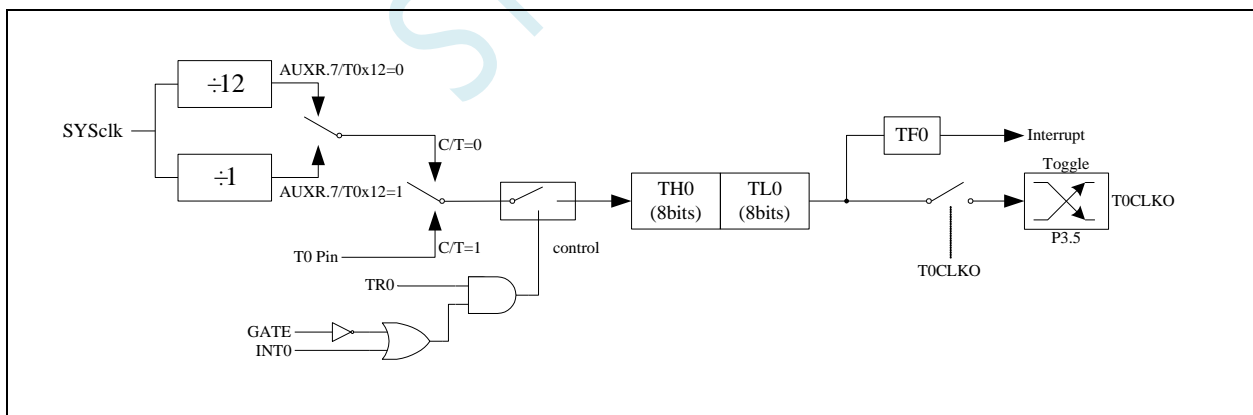 ÷12
AUXR.7/T0x12=0
SYSclk
÷1
AUXR.7/T0x12=1
C/T=0
T0 Pin
C/T=1
control
TR0
GATE
INT0
TH0
(8bits)
TL0
(8bits)
TF0
Interrupt
Toggle
T0CLKO
P3.5
T0CLKO